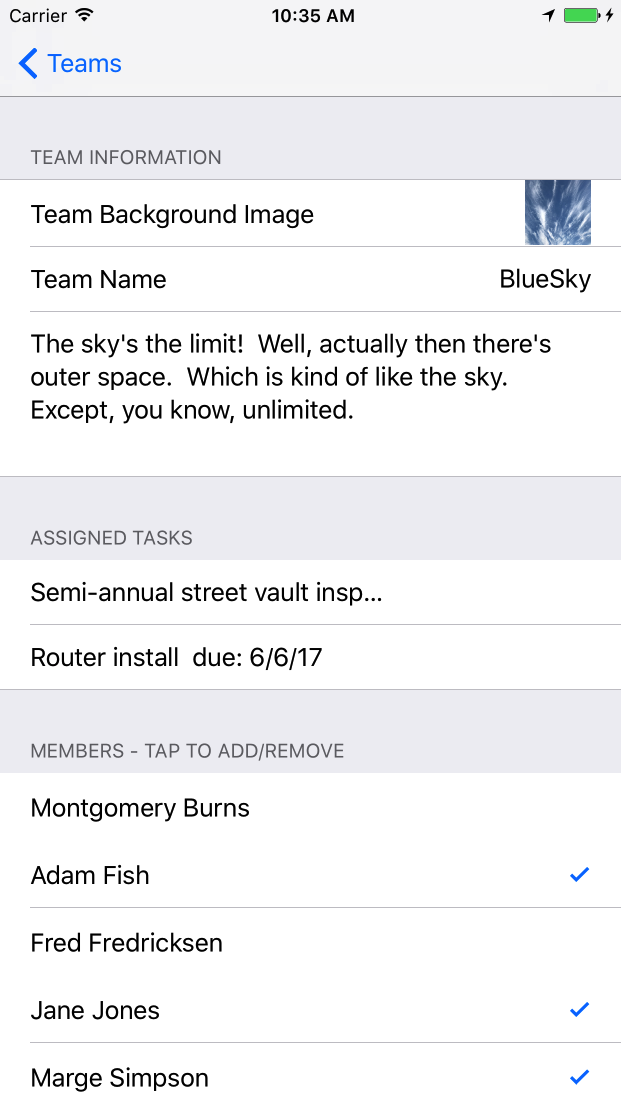 Carrier 10:35 AM
Teams
TEAM INFORMATION
Team Background Image
Team Name BlueSky
The sky's the limit!  Well, actually then there's
outer space.  Which is kind of like the sky.
Except, you know, unlimited.
ASSIGNED TASKS
Semi-annual street vault insp...
Router install  due: 6/6/17
MEMBERS - TAP TO ADD/REMOVE
Montgomery Burns
Adam Fish
Fred Fredricksen
Jane Jones
Marge Simpson